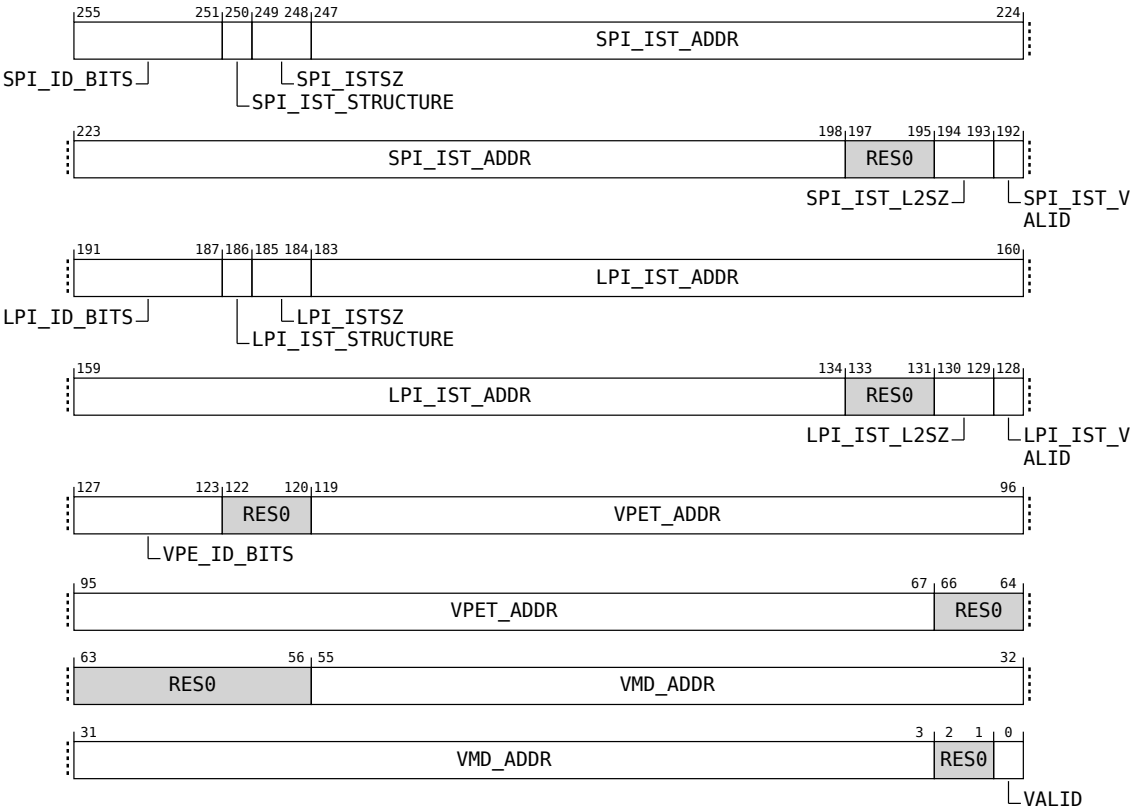 255 251 250 249 248 247 224
SPI_IST_ADDR
SPI_ID_BITS SPI_ISTSZ
SPI_IST_STRUCTURE
223 198 197 195 194 193 192
SPI_IST_ADDR RES0
SPI_IST_L2SZ SPI_IST_V
ALID
191 187 186 185 184 183 160
LPI_IST_ADDR
LPI_ID_BITS LPI_ISTSZ
LPI_IST_STRUCTURE
159 134 133 131 130 129 128
LPI_IST_ADDR RES0
LPI_IST_L2SZ LPI_IST_V
ALID
127 123 122 120 119 96
RES0 VPET_ADDR
VPE_ID_BITS
95 67 66 64
VPET_ADDR RES0
63 56 55 32
RES0 VMD_ADDR
31 3 2 1 0
VMD_ADDR RES0
VALID